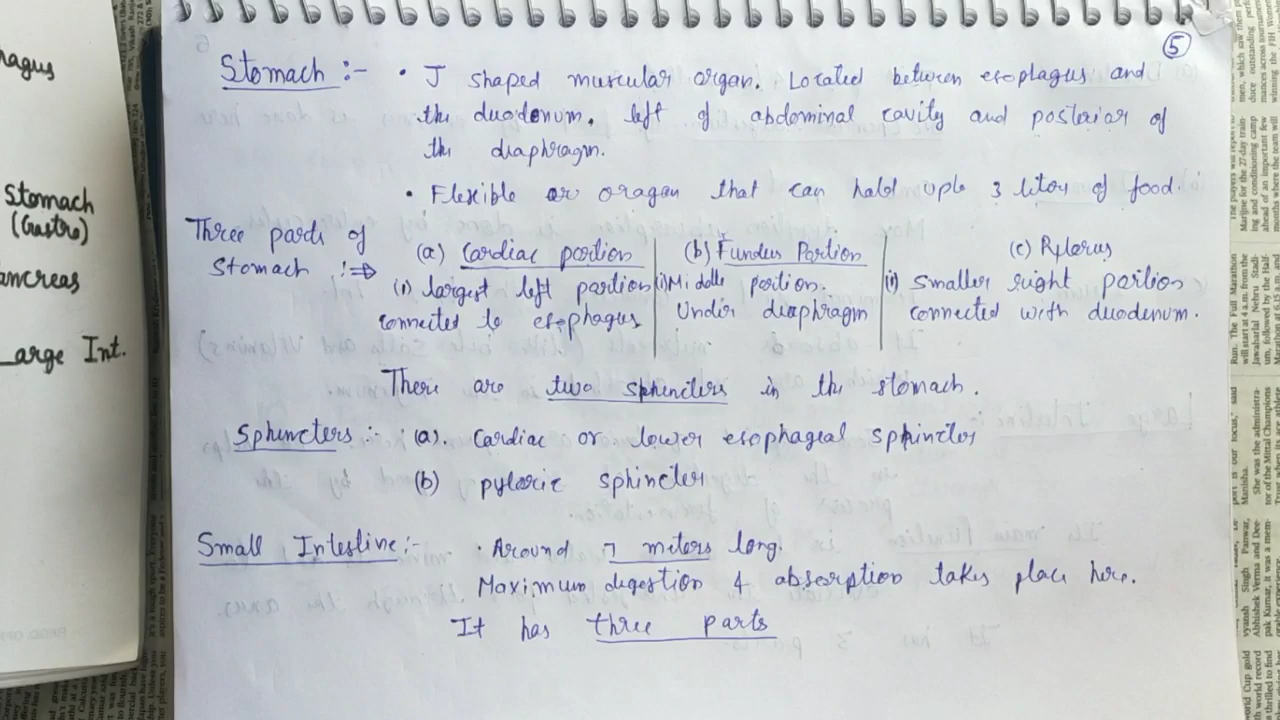 5
Stomach :- • J shaped muscular organ. Located between esophagus and
the duodenum, left of abdominal cavity and posterior of
the diaphragm.
• Flexible or oragan that can hold upto 3 liter of food.
Three parts of
Stomach :⇒
(a) Cardiac portion
(i) largest left portion
connected to esophagus
(b) Fundus Portion
(i) Middle portion.
Under diaphragm
(c) Pylorus
(i) Smaller right portion
connected with duodenum.
There are two sphincters in the stomach.
Sphincters :- (a). Cardiac or lower esophageal sphincter
(b) pyloric sphincter
Small Intestine :- • Around 7 meters long.
Maximum digestion & absorption takes place here.
It has three parts
hagus
Stomach
(Gastro)
ancreas
arge Int.